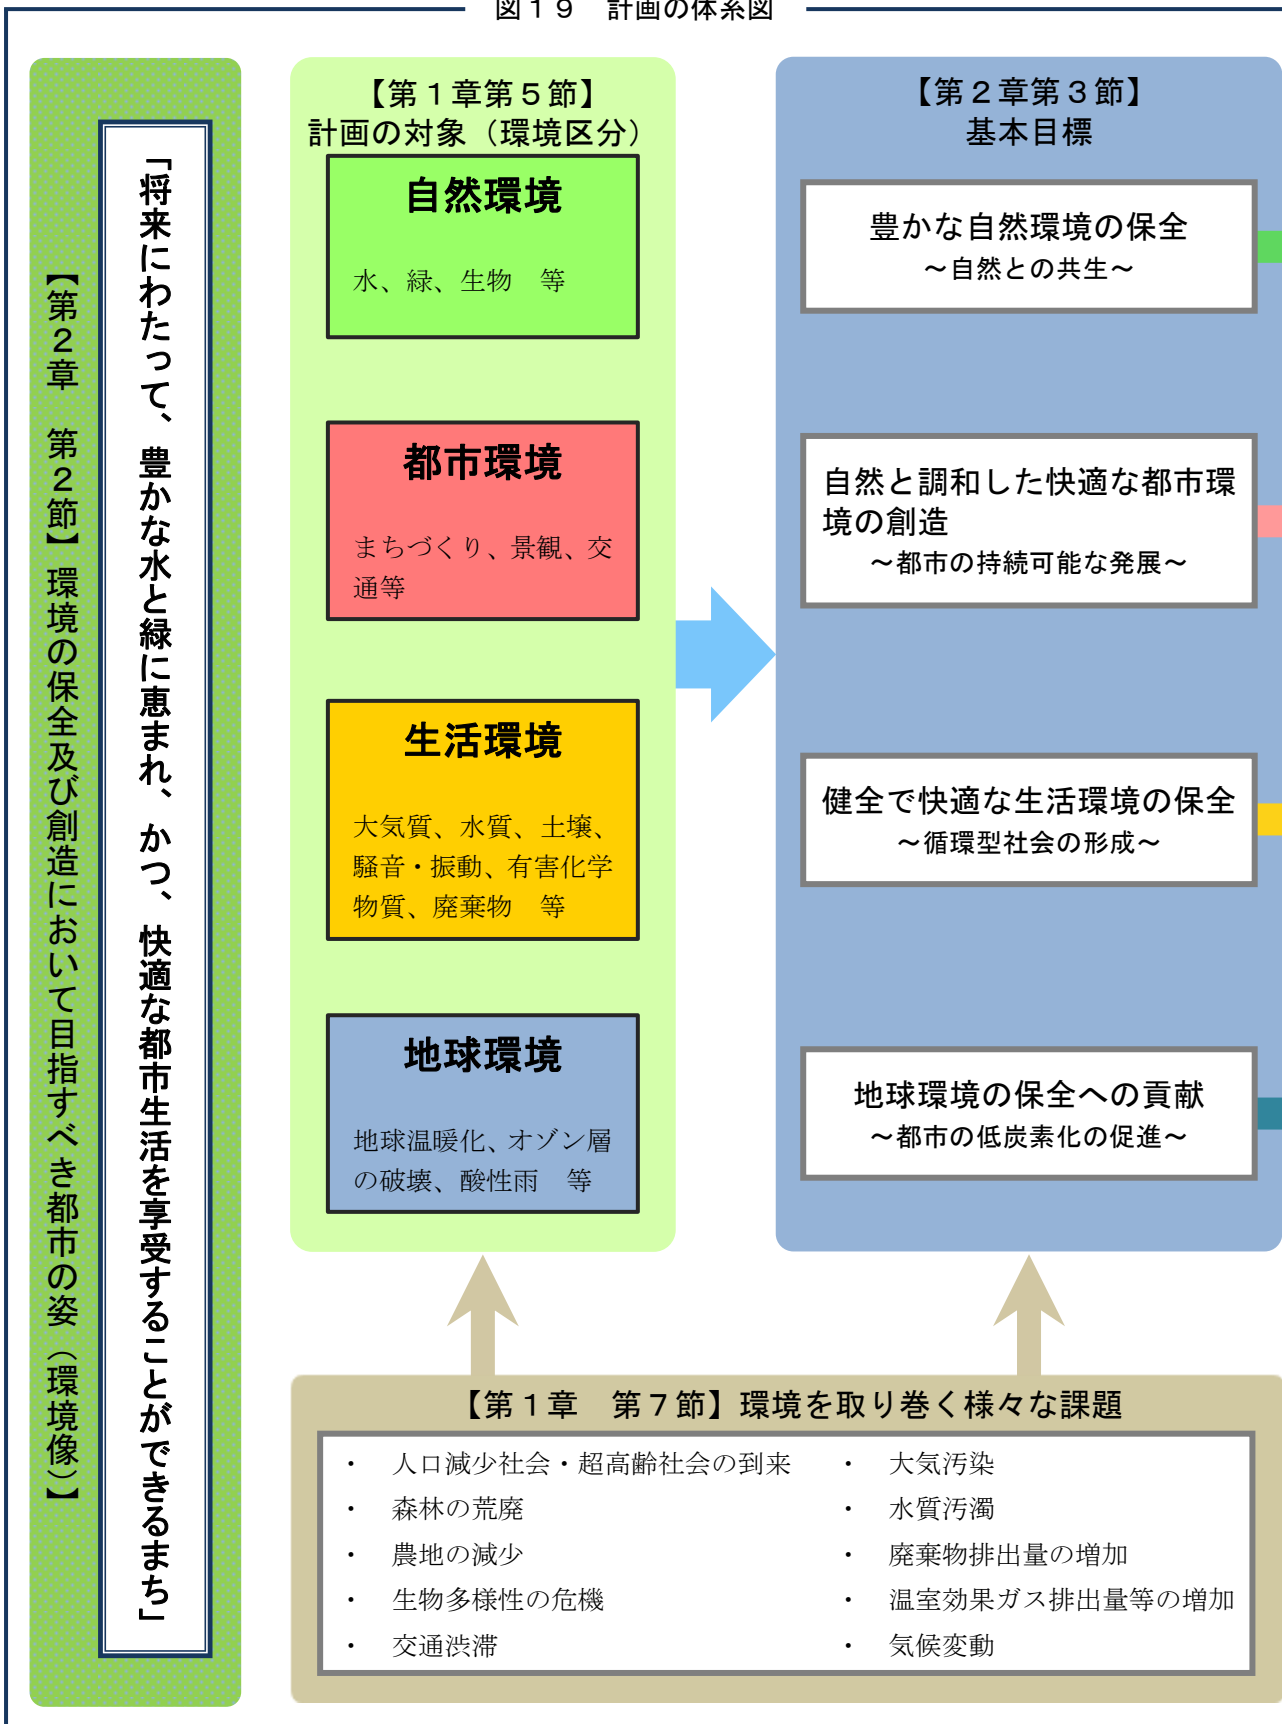 図１９　計画の体系図
【第２章　第２節】環境の保全及び創造において目指すべき都市の姿（環境像）】
「将来にわたって、豊かな水と緑に恵まれ、かつ、快適な都市生活を享受することができるまち」
【第１章第５節】
計画の対象（環境区分）
自然環境
水、緑、生物　等
都市環境
まちづくり、景観、交
通等
生活環境
大気質、水質、土壌、
騒音・振動、有害化学
物質、廃棄物　等
地球環境
地球温暖化、オゾン層
の破壊、酸性雨　等
【第２章第３節】
基本目標
豊かな自然環境の保全
～自然との共生～
自然と調和した快適な都市環
境の創造
～都市の持続可能な発展～
健全で快適な生活環境の保全
～循環型社会の形成～
地球環境の保全への貢献
～都市の低炭素化の促進～
【第１章　第７節】環境を取り巻く様々な課題
・　人口減少社会・超高齢社会の到来
・　森林の荒廃
・　農地の減少
・　生物多様性の危機
・　交通渋滞
・　大気汚染
・　水質汚濁
・　廃棄物排出量の増加
・　温室効果ガス排出量等の増加
・　気候変動